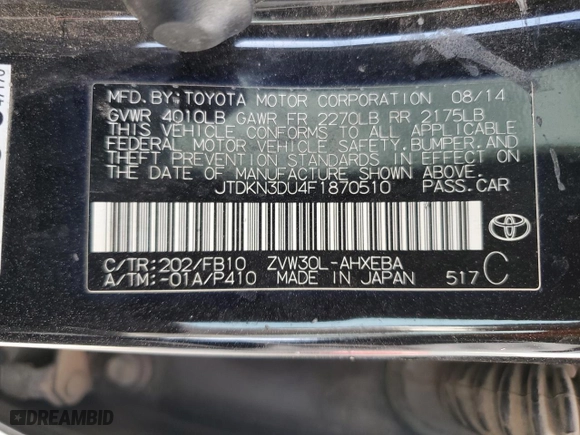 MFD. BY: TOYOTA MOTOR CORPORATION 08/14
GVWR 4010LB GAWR FR 2270LB RR 2175LB
THIS VEHICLE CONFORMS TO ALL APPLICABLE
FEDERAL MOTOR VEHICLE SAFETY, BUMPER, AND
THEFT PREVENTION STANDARDS IN EFFECT ON
THE DATE OF MANUFACTURE SHOWN ABOVE.
JTDKN3DU4F1870510 PASS. CAR
C/TR: 202/FB10 ZVW30L-AHXEBA
A/TM: -01A/P410 MADE IN JAPAN 517 C
DREAMBID